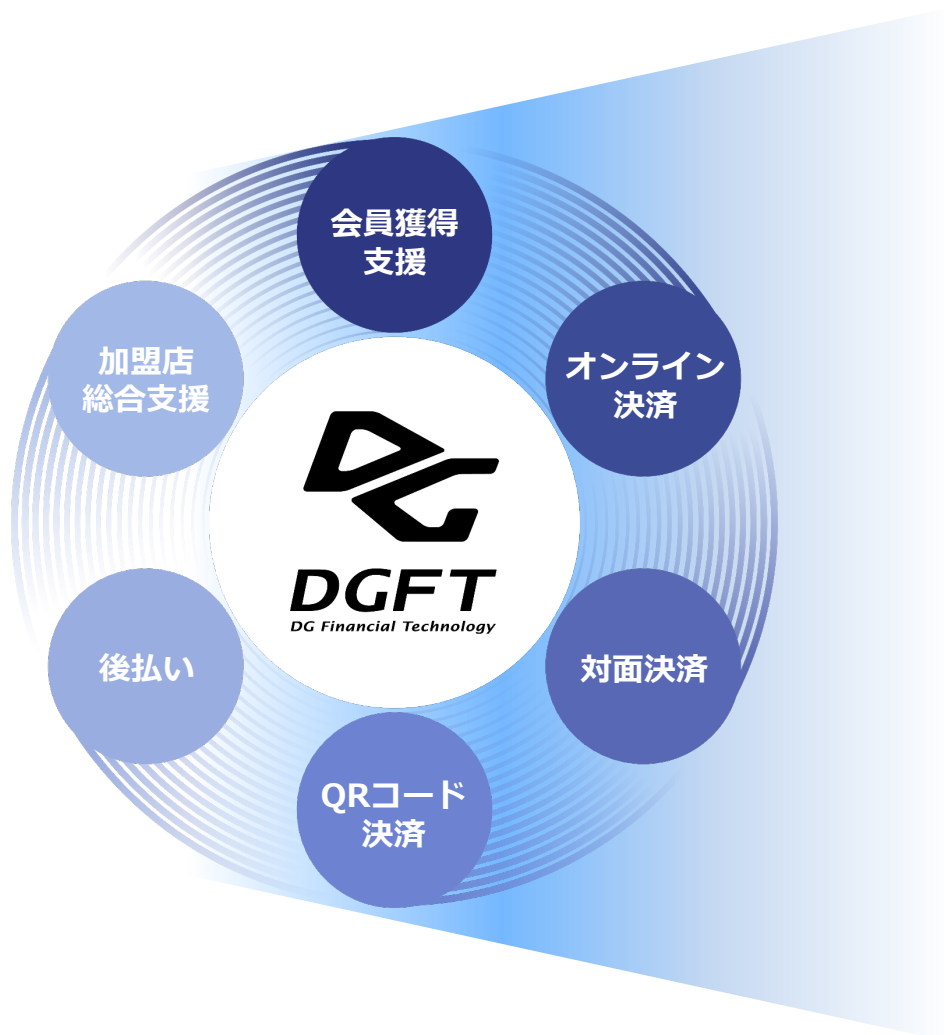 会員獲得
支援
オンライン
決済
対面決済
QRコード
決済
後払い
加盟店
総合支援
DG
DGFT
DG Financial Technology